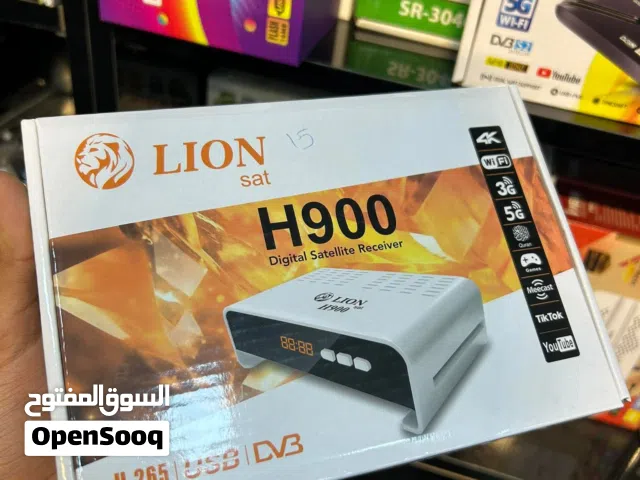 SR-304
5G
WI-FI
DVB S2
YouTube
LION
sat
15
H900
Digital Satellite Receiver
4K
WiFi
3G
5G
Quran
Games
Meecast
TikTok
YouTube
LION
sat
H900
88:88
H.265 | USB | DVB
السوق المفتوح
OpenSooq